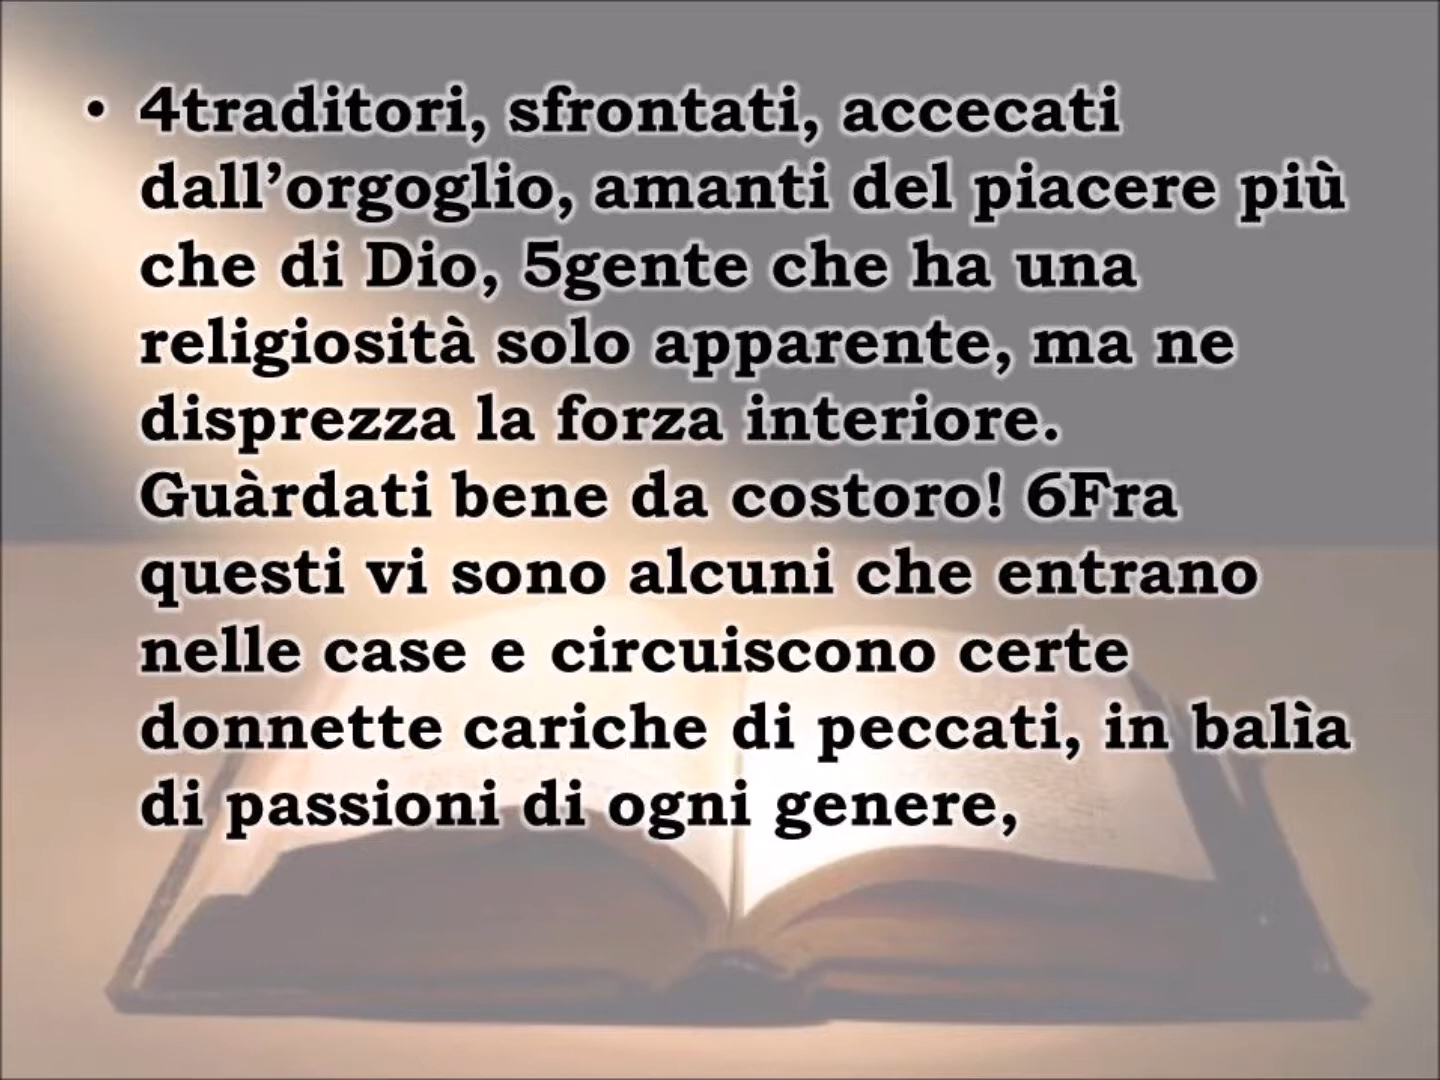 • 4traditori, sfrontati, accecati
dall’orgoglio, amanti del piacere più
che di Dio, 5gente che ha una
religiosità solo apparente, ma ne
disprezza la forza interiore.
Guàrdati bene da costoro! 6Fra
questi vi sono alcuni che entrano
nelle case e circuiscono certe
donnette cariche di peccati, in balìa
di passioni di ogni genere,